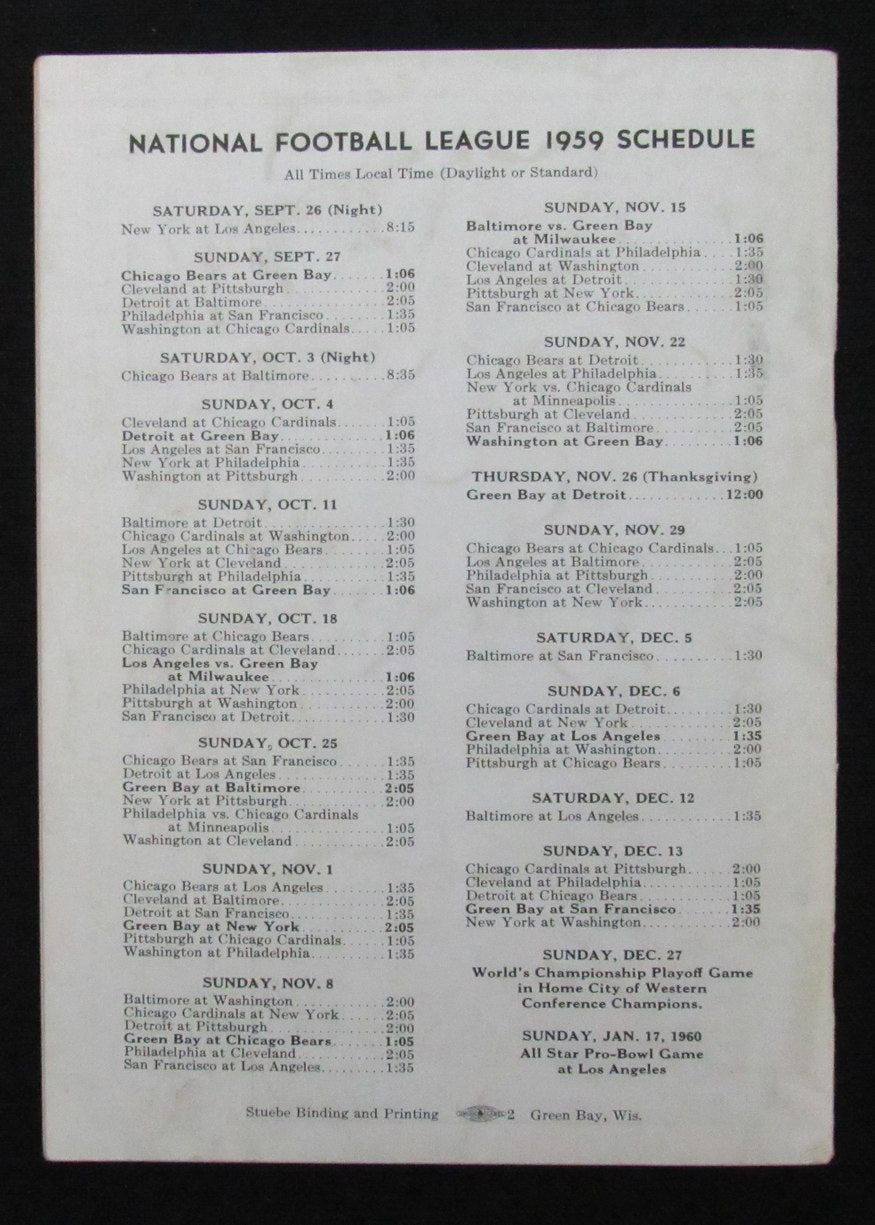 NATIONAL FOOTBALL LEAGUE 1959 SCHEDULE
All Times Local Time (Daylight or Standard)
SATURDAY, SEPT. 26 (Night)
New York at Los Angeles............8:15
SUNDAY, SEPT. 27
Chicago Bears at Green Bay.......1:06
Cleveland at Pittsburgh.............2:00
Detroit at Baltimore................2:05
Philadelphia at San Francisco........1:35
Washington at Chicago Cardinals.....1:05
SATURDAY, OCT. 3 (Night)
Chicago Bears at Baltimore..........8:35
SUNDAY, OCT. 4
Cleveland at Chicago Cardinals.......1:05
Detroit at Green Bay..............1:06
Los Angeles at San Francisco.........1:35
New York at Philadelphia............1:35
Washington at Pittsburgh............2:00
SUNDAY, OCT. 11
Baltimore at Detroit................1:30
Chicago Cardinals at Washington.....2:00
Los Angeles at Chicago Bears.........1:05
New York at Cleveland..............2:05
Pittsburgh at Philadelphia...........1:35
San Francisco at Green Bay.......1:06
SUNDAY, OCT. 18
Baltimore at Chicago Bears..........1:05
Chicago Cardinals at Cleveland.......2:05
Los Angeles vs. Green Bay
at Milwaukee...............1:06
Philadelphia at New York...........2:05
Pittsburgh at Washington...........2:00
San Francisco at Detroit............1:30
SUNDAY, OCT. 25
Chicago Bears at San Francisco......1:35
Detroit at Los Angeles..............1:35
Green Bay at Baltimore...........2:05
New York at Pittsburgh.............2:00
Philadelphia vs. Chicago Cardinals
at Minneapolis...............1:05
Washington at Cleveland............2:05
SUNDAY, NOV. 1
Chicago Bears at Los Angeles........1:35
Cleveland at Baltimore..............2:05
Detroit at San Francisco............1:35
Green Bay at New York...........2:05
Pittsburgh at Chicago Cardinals......1:05
Washington at Philadelphia..........1:35
SUNDAY, NOV. 8
Baltimore at Washington............2:00
Chicago Cardinals at New York......2:05
Detroit at Pittsburgh...............2:00
Green Bay at Chicago Bears.......1:05
Philadelphia at Cleveland............2:05
San Francisco at Los Angeles.........1:35
SUNDAY, NOV. 15
Baltimore vs. Green Bay
at Milwaukee...............1:06
Chicago Cardinals at Philadelphia....1:35
Cleveland at Washington............2:00
Los Angeles at Detroit..............1:30
Pittsburgh at New York.............2:05
San Francisco at Chicago Bears......1:05
SUNDAY, NOV. 22
Chicago Bears at Detroit............1:30
Los Angeles at Philadelphia..........1:35
New York vs. Chicago Cardinals
at Minneapolis...............1:05
Pittsburgh at Cleveland.............2:05
San Francisco at Baltimore..........2:05
Washington at Green Bay.........1:06
THURSDAY, NOV. 26 (Thanksgiving)
Green Bay at Detroit............12:00
SUNDAY, NOV. 29
Chicago Bears at Chicago Cardinals...1:05
Los Angeles at Baltimore............2:05
Philadelphia at Pittsburgh...........2:00
San Francisco at Cleveland..........2:05
Washington at New York............2:05
SATURDAY, DEC. 5
Baltimore at San Francisco..........1:30
SUNDAY, DEC. 6
Chicago Cardinals at Detroit.........1:30
Cleveland at New York.............2:05
Green Bay at Los Angeles.........1:35
Philadelphia at Washington..........2:00
Pittsburgh at Chicago Bears.........1:05
SATURDAY, DEC. 12
Baltimore at Los Angeles............1:35
SUNDAY, DEC. 13
Chicago Cardinals at Pittsburgh......2:00
Cleveland at Philadelphia............1:05
Detroit at Chicago Bears............1:05
Green Bay at San Francisco.......1:35
New York at Washington............2:00
SUNDAY, DEC. 27
World's Championship Playoff Game
in Home City of Western
Conference Champions.
SUNDAY, JAN. 17, 1960
All Star Pro-Bowl Game
at Los Angeles
Stuebe Binding and Printing 2 Green Bay, Wis.